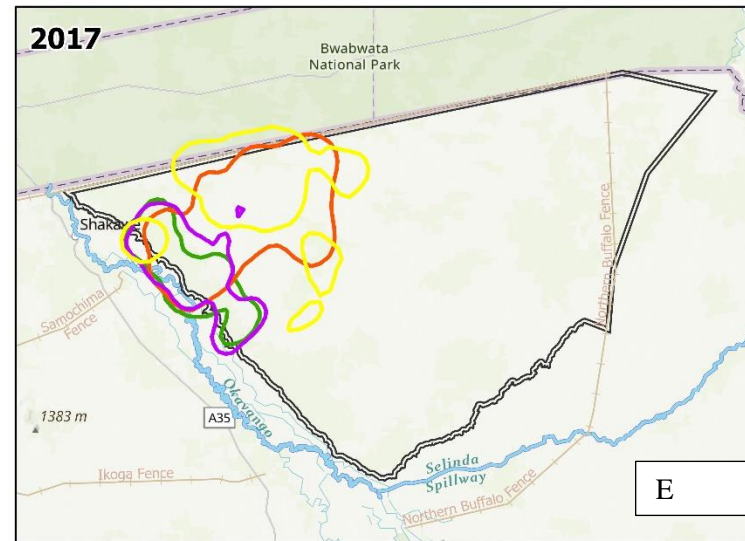 2017
Bwabwata
National Park
Samochima
Fence
Northern Buffalo Fence
1383 m
A35
Okavango
Ikoga Fence
Selinda
Spillway
Northern Buffalo Fence
E